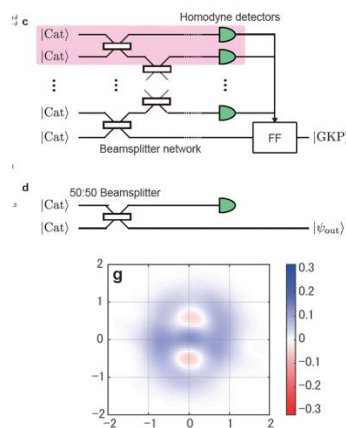 Homodyne detectors
c
|Cat⟩
|Cat⟩
|Cat⟩
|Cat⟩
FF
|GKP⟩
Beamsplitter network
d
50:50 Beamsplitter
|Cat⟩
|Cat⟩
|ψout⟩
g
2
1
0
−1
−2
−2
−1
0
1
2
0.3
0.2
0.1
0
−0.1
−0.2
−0.3